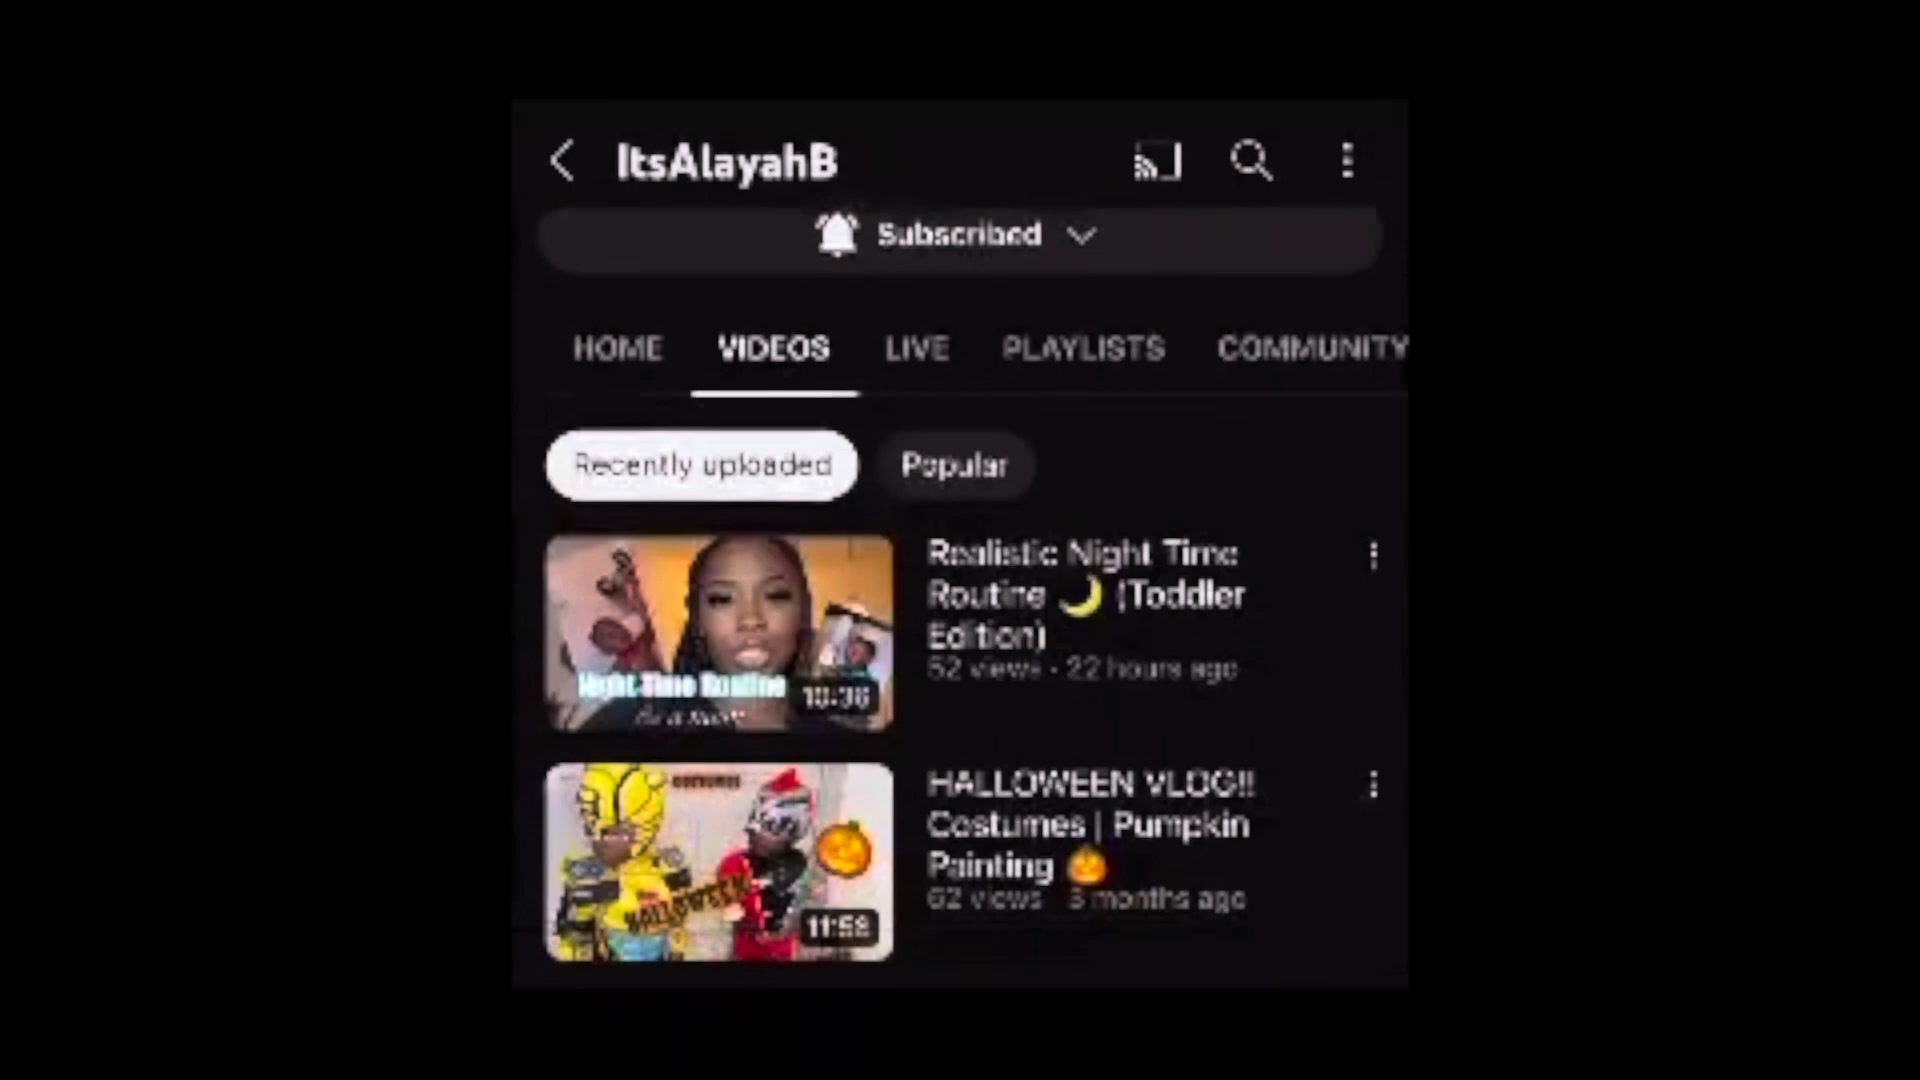 ItsAlayahB
Subscribed
HOME VIDEOS LIVE PLAYLISTS COMMUNITY
Recently uploaded Popular
Realistic Night Time
Routine 🌙 (Toddler
Edition)
52 views · 22 hours ago
Night Time Routine
10:36
HALLOWEEN VLOG!!
Costumes | Pumpkin
Painting 🎃
62 views · 3 months ago
COSTUMES
HALLOWEEN
11:58